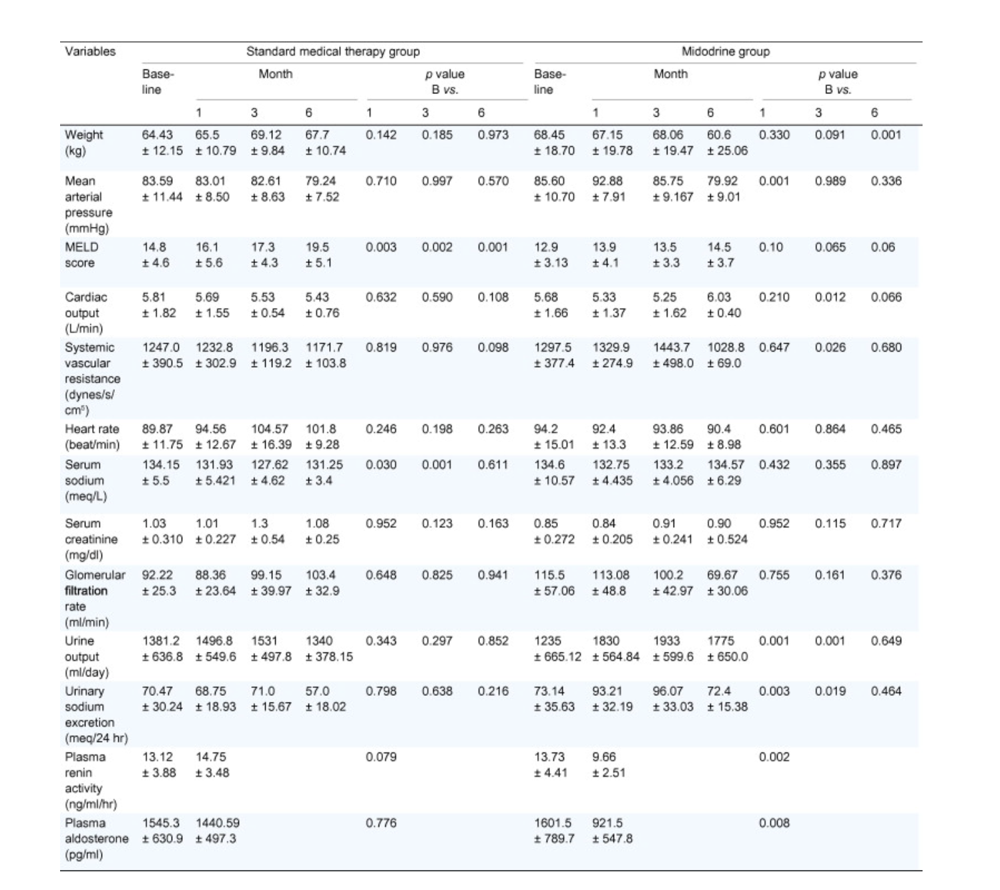 Variables Standard medical therapy group Midodrine group
Base- Month p value Base- Month p value
line B vs. line B vs.
1 3 6 1 3 6 1 3 6 1 3 6
Weight 64.43 65.5 69.12 67.7 0.142 0.185 0.973 68.45 67.15 68.06 60.6 0.330 0.091 0.001
(kg) ± 12.15 ± 10.79 ± 9.84 ± 10.74 ± 18.70 ± 19.78 ± 19.47 ± 25.06
Mean 83.59 83.01 82.61 79.24 0.710 0.997 0.570 85.60 92.88 85.75 79.92 0.001 0.989 0.336
arterial ± 11.44 ± 8.50 ± 8.63 ± 7.52 ± 10.70 ± 7.91 ± 9.167 ± 9.01
pressure
(mmHg)
MELD 14.8 16.1 17.3 19.5 0.003 0.002 0.001 12.9 13.9 13.5 14.5 0.10 0.065 0.06
score ± 4.6 ± 5.6 ± 4.3 ± 5.1 ± 3.13 ± 4.1 ± 3.3 ± 3.7
Cardiac 5.81 5.69 5.53 5.43 0.632 0.590 0.108 5.68 5.33 5.25 6.03 0.210 0.012 0.066
output ± 1.82 ± 1.55 ± 0.54 ± 0.76 ± 1.66 ± 1.37 ± 1.62 ± 0.40
(L/min)
Systemic 1247.0 1232.8 1196.3 1171.7 0.819 0.976 0.098 1297.5 1329.9 1443.7 1028.8 0.647 0.026 0.680
vascular ± 390.5 ± 302.9 ± 119.2 ± 103.8 ± 377.4 ± 274.9 ± 498.0 ± 69.0
resistance
(dynes/s/
cm⁵)
Heart rate 89.87 94.56 104.57 101.8 0.246 0.198 0.263 94.2 92.4 93.86 90.4 0.601 0.864 0.465
(beat/min) ± 11.75 ± 12.67 ± 16.39 ± 9.28 ± 15.01 ± 13.3 ± 12.59 ± 8.98
Serum 134.15 131.93 127.62 131.25 0.030 0.001 0.611 134.6 132.75 133.2 134.57 0.432 0.355 0.897
sodium ± 5.5 ± 5.421 ± 4.62 ± 3.4 ± 10.57 ± 4.435 ± 4.056 ± 6.29
(meq/L)
Serum 1.03 1.01 1.3 1.08 0.952 0.123 0.163 0.85 0.84 0.91 0.90 0.952 0.115 0.717
creatinine ± 0.310 ± 0.227 ± 0.54 ± 0.25 ± 0.272 ± 0.205 ± 0.241 ± 0.524
(mg/dl)
Glomerular 92.22 88.36 99.15 103.4 0.648 0.825 0.941 115.5 113.08 100.2 69.67 0.755 0.161 0.376
filtration ± 25.3 ± 23.64 ± 39.97 ± 32.9 ± 57.06 ± 48.8 ± 42.97 ± 30.06
rate
(ml/min)
Urine 1381.2 1496.8 1531 1340 0.343 0.297 0.852 1235 1830 1933 1775 0.001 0.001 0.649
output ± 636.8 ± 549.6 ± 497.8 ± 378.15 ± 665.12 ± 564.84 ± 599.6 ± 650.0
(ml/day)
Urinary 70.47 68.75 71.0 57.0 0.798 0.638 0.216 73.14 93.21 96.07 72.4 0.003 0.019 0.464
sodium ± 30.24 ± 18.93 ± 15.67 ± 18.02 ± 35.63 ± 32.19 ± 33.03 ± 15.38
excretion
(meq/24 hr)
Plasma 13.12 14.75 0.079 13.73 9.66 0.002
renin ± 3.88 ± 3.48 ± 4.41 ± 2.51
activity
(ng/ml/hr)
Plasma 1545.3 1440.59 0.776 1601.5 921.5 0.008
aldosterone ± 630.9 ± 497.3 ± 789.7 ± 547.8
(pg/ml)